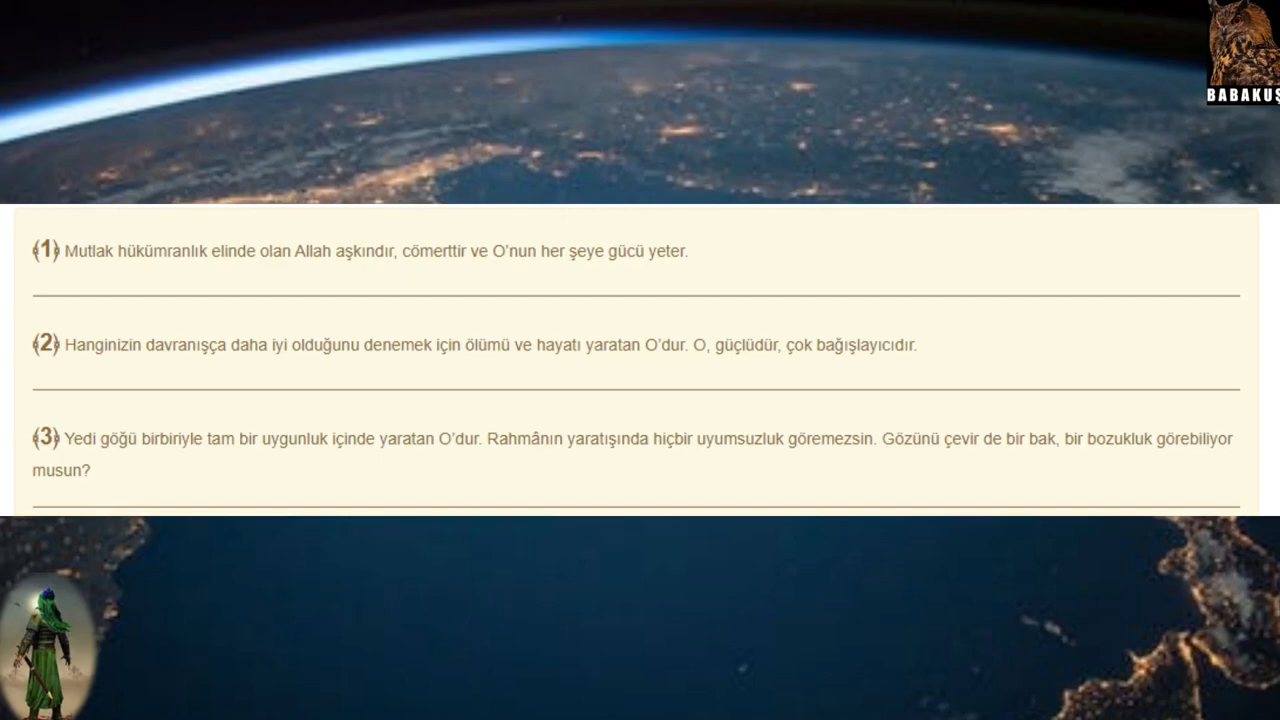 BABAKUŞ
(1) Mutlak hükümranlık elinde olan Allah aşkındır, cömerttir ve O'nun her şeye gücü yeter.
(2) Hanginizin davranışça daha iyi olduğunu denemek için ölümü ve hayatı yaratan O'dur. O, güçlüdür, çok bağışlayıcıdır.
(3) Yedi göğü birbiriyle tam bir uygunluk içinde yaratan O'dur. Rahmânın yaratışında hiçbir uyumsuzluk göremezsin. Gözünü çevir de bir bak, bir bozukluk görebiliyor
musun?